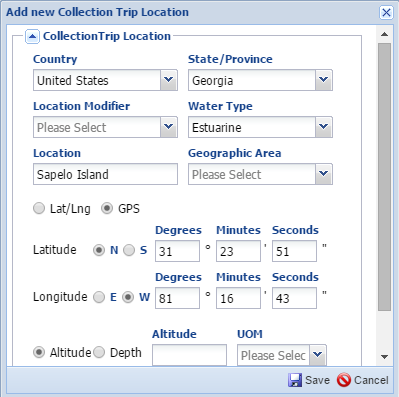 Add new Collection Trip Location
CollectionTrip Location
Country State/Province
United States Georgia
Location Modifier Water Type
Please Select Estuarine
Location Geographic Area
Sapelo Island Please Select
Lat/Lng GPS
Degrees Minutes Seconds
Latitude N S 31 ° 23 ' 51 "
Degrees Minutes Seconds
Longitude E W 81 ° 16 ' 43 "
Altitude UOM
Altitude Depth Please Selec
Save Cancel